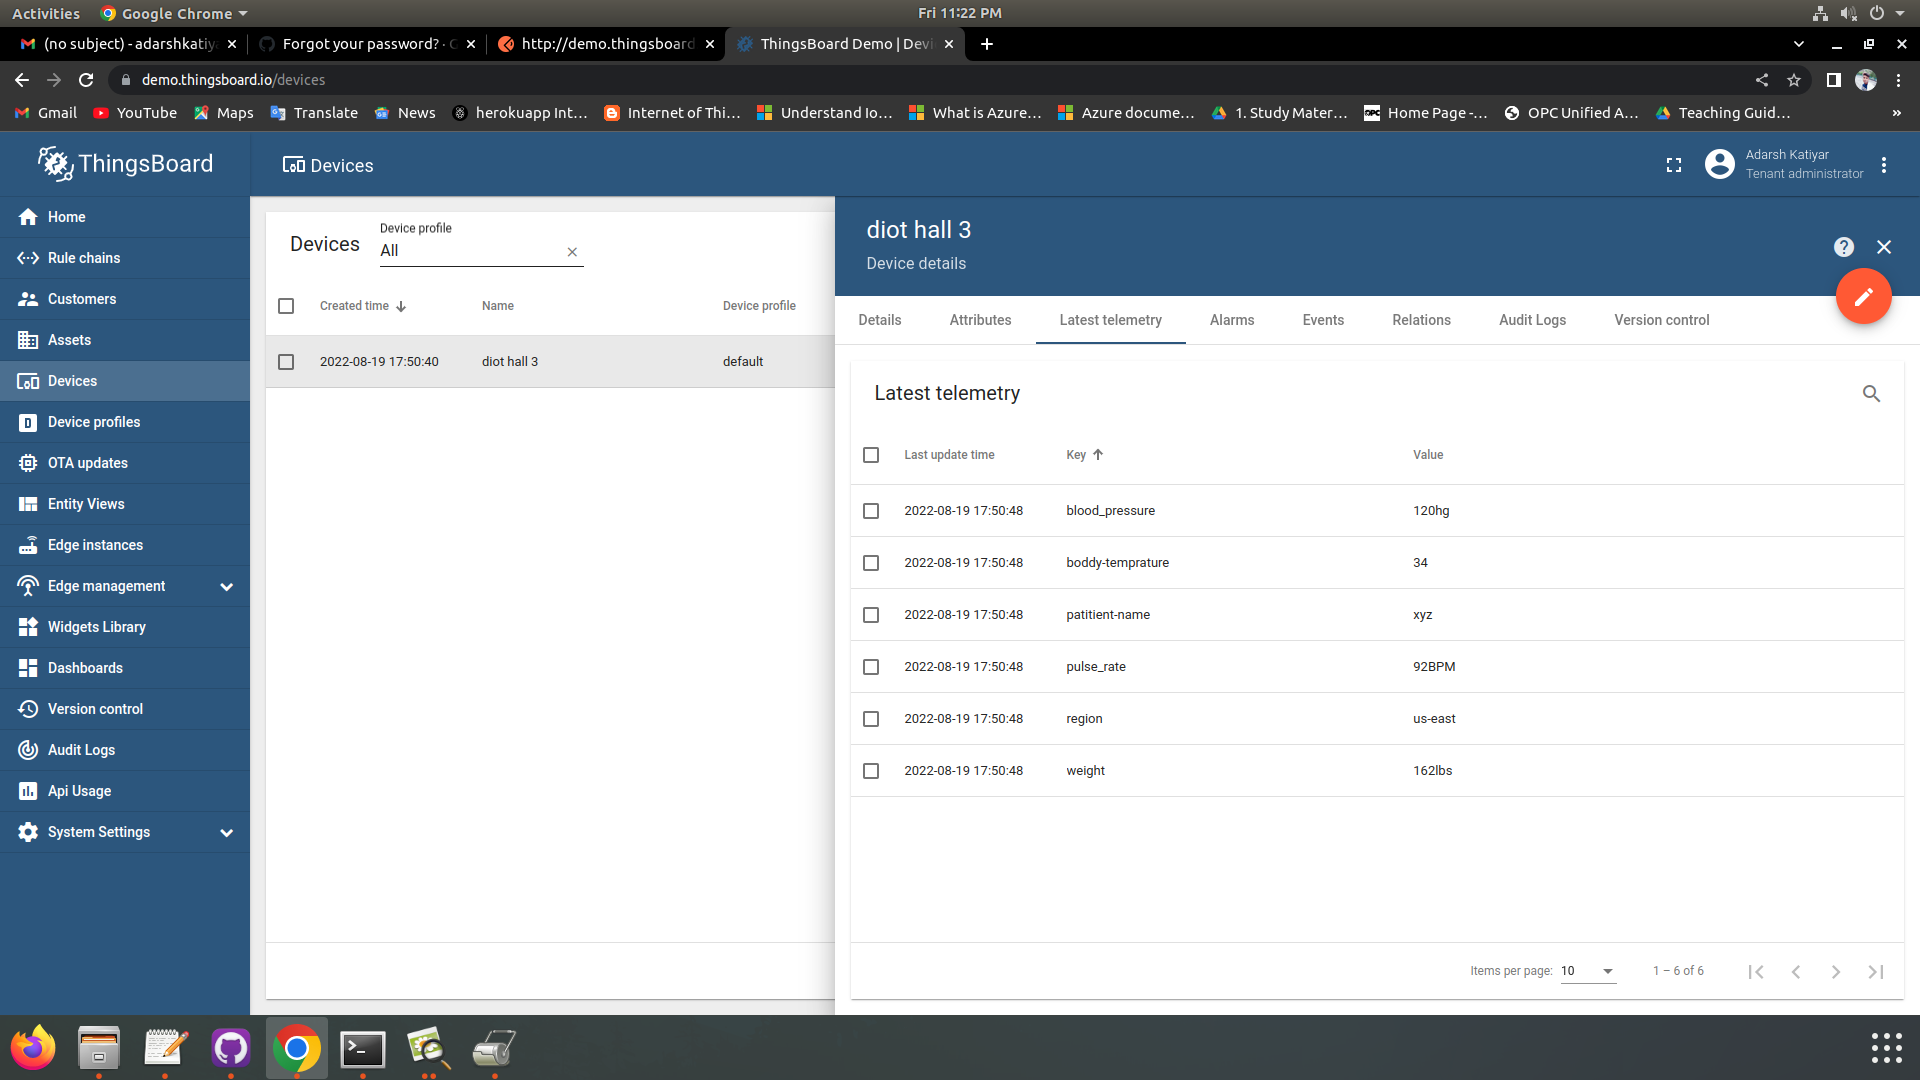 Activities Google Chrome Fri 11:22 PM
(no subject) - adarshkatiya Forgot your password? · G http://demo.thingsboard ThingsBoard Demo | Devi
demo.thingsboard.io/devices
Gmail YouTube Maps Translate News herokuapp Int... Internet of Thi... Understand Io... What is Azure... Azure docume... 1. Study Mater... Home Page -... OPC Unified A... Teaching Guid... »
ThingsBoard
Devices
Adarsh Katiyar
Tenant administrator
Home
Rule chains
Customers
Assets
Devices
Device profiles
OTA updates
Entity Views
Edge instances
Edge management
Widgets Library
Dashboards
Version control
Audit Logs
Api Usage
System Settings
Devices
Device profile
All
Created time Name Device profile
2022-08-19 17:50:40 diot hall 3 default
diot hall 3
Device details
Details Attributes Latest telemetry Alarms Events Relations Audit Logs Version control
Latest telemetry
Last update time Key Value
2022-08-19 17:50:48 blood_pressure 120hg
2022-08-19 17:50:48 boddy-temprature 34
2022-08-19 17:50:48 patitient-name xyz
2022-08-19 17:50:48 pulse_rate 92BPM
2022-08-19 17:50:48 region us-east
2022-08-19 17:50:48 weight 162lbs
Items per page: 10 1 – 6 of 6